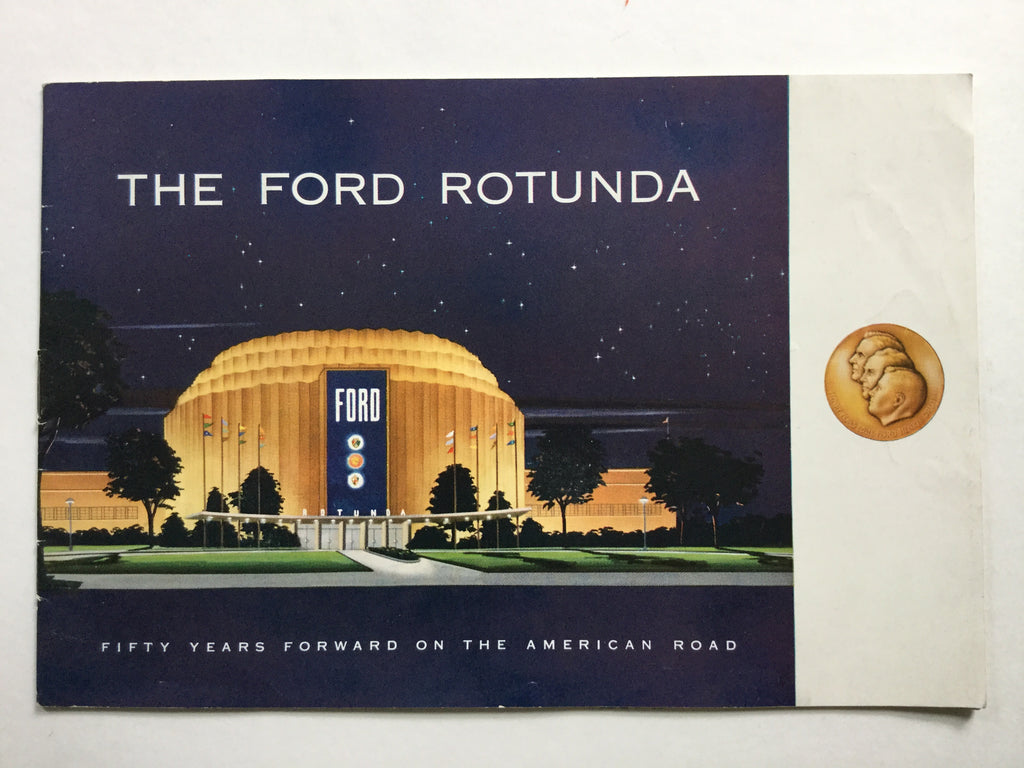 THE FORD ROTUNDA
FORD
ROTUNDA
FIFTY YEARS FORWARD ON THE AMERICAN ROAD